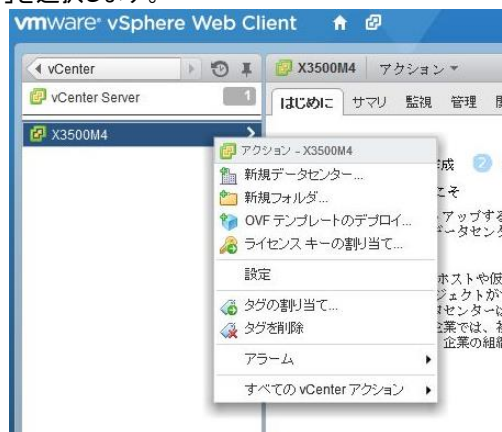 を選択します。
vmware® vSphere Web Client
vCenter
X3500M4 アクション
vCenter Server 1
はじめに サマリ 監視 管理
X3500M4
アクション - X3500M4
新規データセンター...
新規フォルダ...
OVF テンプレートのデプロイ...
ライセンス キーの割り当て...
設定
タグの割り当て...
タグを削除
アラーム
すべての vCenter アクション
成 2
こそ
アップする
ータセンタ
ホストや仮
ジェクトが
センターは
企業の組織